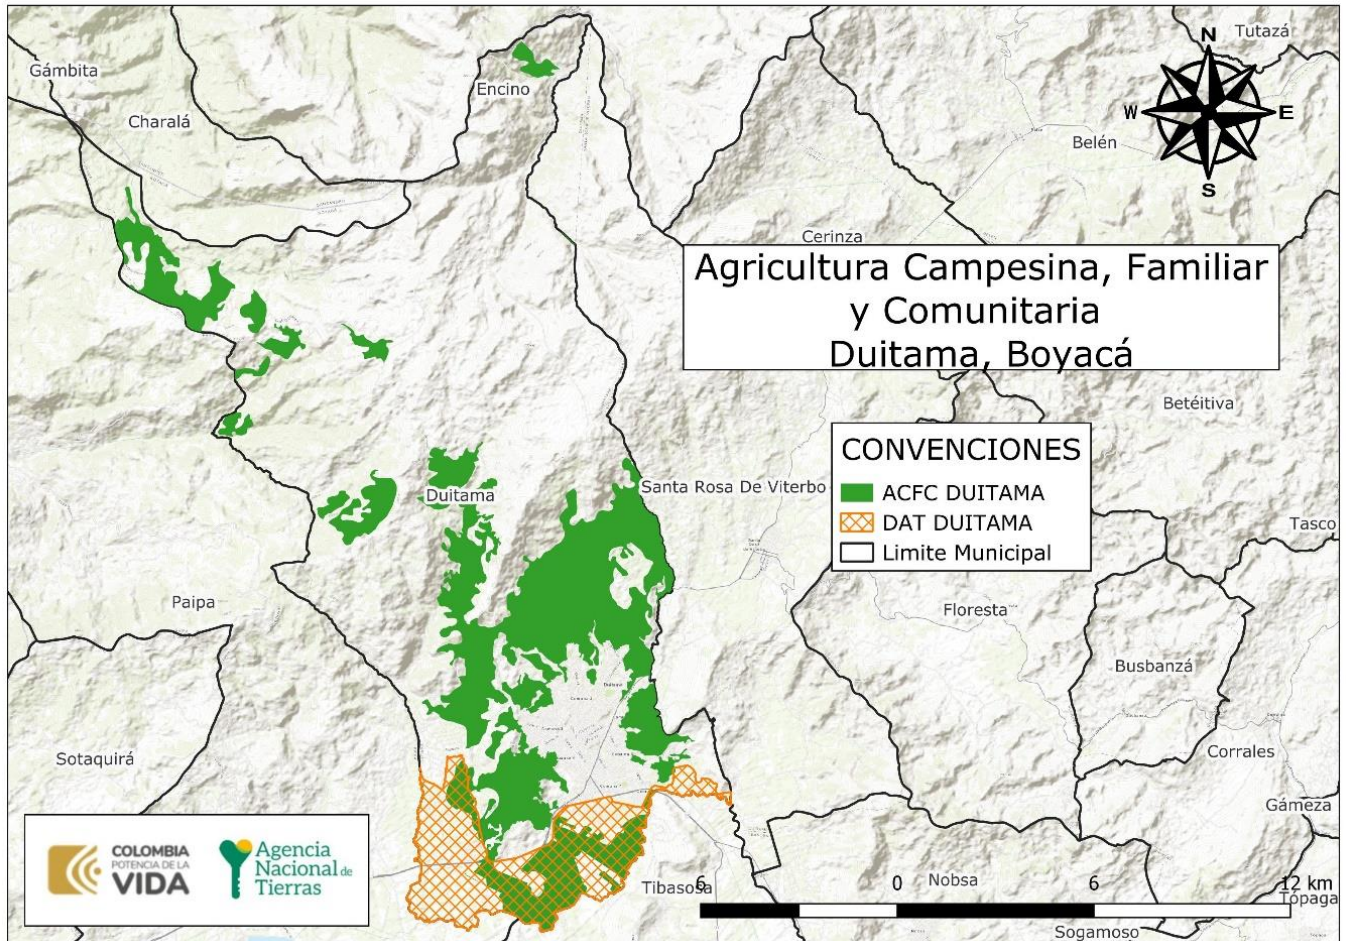 Tutazá
N
Gámbita
Encino
W
E
Charalá
Belén
S
Cerinza
Agricultura Campesina, Familiar
y Comunitaria
Duitama, Boyacá
Betéitiva
CONVENCIONES
ACFC DUITAMA
DAT DUITAMA
Limite Municipal
Santa Rosa De Viterbo
Duitama
Tasco
Paipa
Floresta
Busbanzá
Sotaquirá
Corrales
Gámeza
COLOMBIA
POTENCIA DE LA
VIDA
Agencia
Nacional de
Tierras
Tibasosa
Nobsa
6
0
6
12 km
Tópaga
Sogamoso